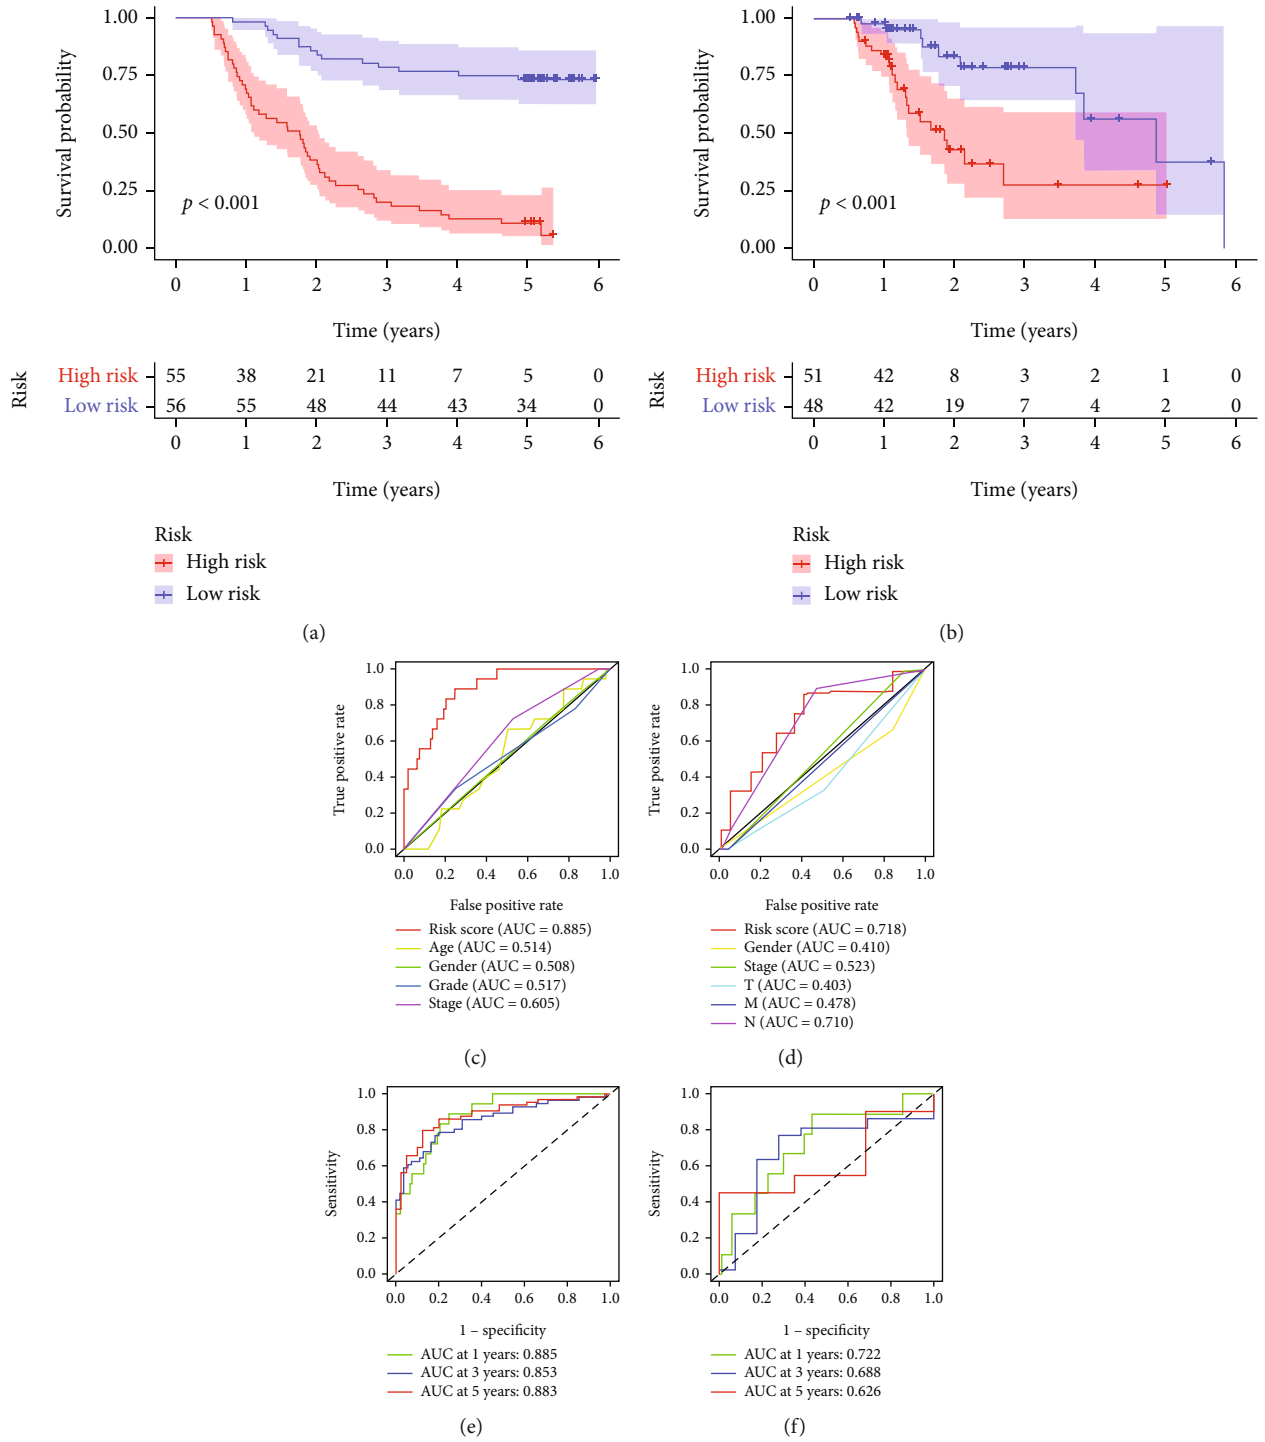 Survival probability
1.00
0.75
0.50
0.25
0.00
p < 0.001
0 1 2 3 4 5 6
Time (years)
Risk
High risk 55 38 21 11 7 5 0
Low risk 56 55 48 44 43 34 0
0 1 2 3 4 5 6
Time (years)
Risk
High risk
Low risk
(a)
Survival probability
1.00
0.75
0.50
0.25
0.00
p < 0.001
0 1 2 3 4 5 6
Time (years)
Risk
High risk 51 42 8 3 2 1 0
Low risk 48 42 19 7 4 2 0
0 1 2 3 4 5 6
Time (years)
Risk
High risk
Low risk
(b)
True positive rate
1.0
0.8
0.6
0.4
0.2
0.0
0.0 0.2 0.4 0.6 0.8 1.0
False positive rate
Risk score (AUC = 0.885)
Age (AUC = 0.514)
Gender (AUC = 0.508)
Grade (AUC = 0.517)
Stage (AUC = 0.605)
(c)
True positive rate
1.0
0.8
0.6
0.4
0.2
0.0
0.0 0.2 0.4 0.6 0.8 1.0
False positive rate
Risk score (AUC = 0.718)
Gender (AUC = 0.410)
Stage (AUC = 0.523)
T (AUC = 0.403)
M (AUC = 0.478)
N (AUC = 0.710)
(d)
Sensitivity
1.0
0.8
0.6
0.4
0.2
0.0
0.0 0.2 0.4 0.6 0.8 1.0
1 – specificity
AUC at 1 years: 0.885
AUC at 3 years: 0.853
AUC at 5 years: 0.883
(e)
Sensitivity
1.0
0.8
0.6
0.4
0.2
0.0
0.0 0.2 0.4 0.6 0.8 1.0
1 – specificity
AUC at 1 years: 0.722
AUC at 3 years: 0.688
AUC at 5 years: 0.626
(f)